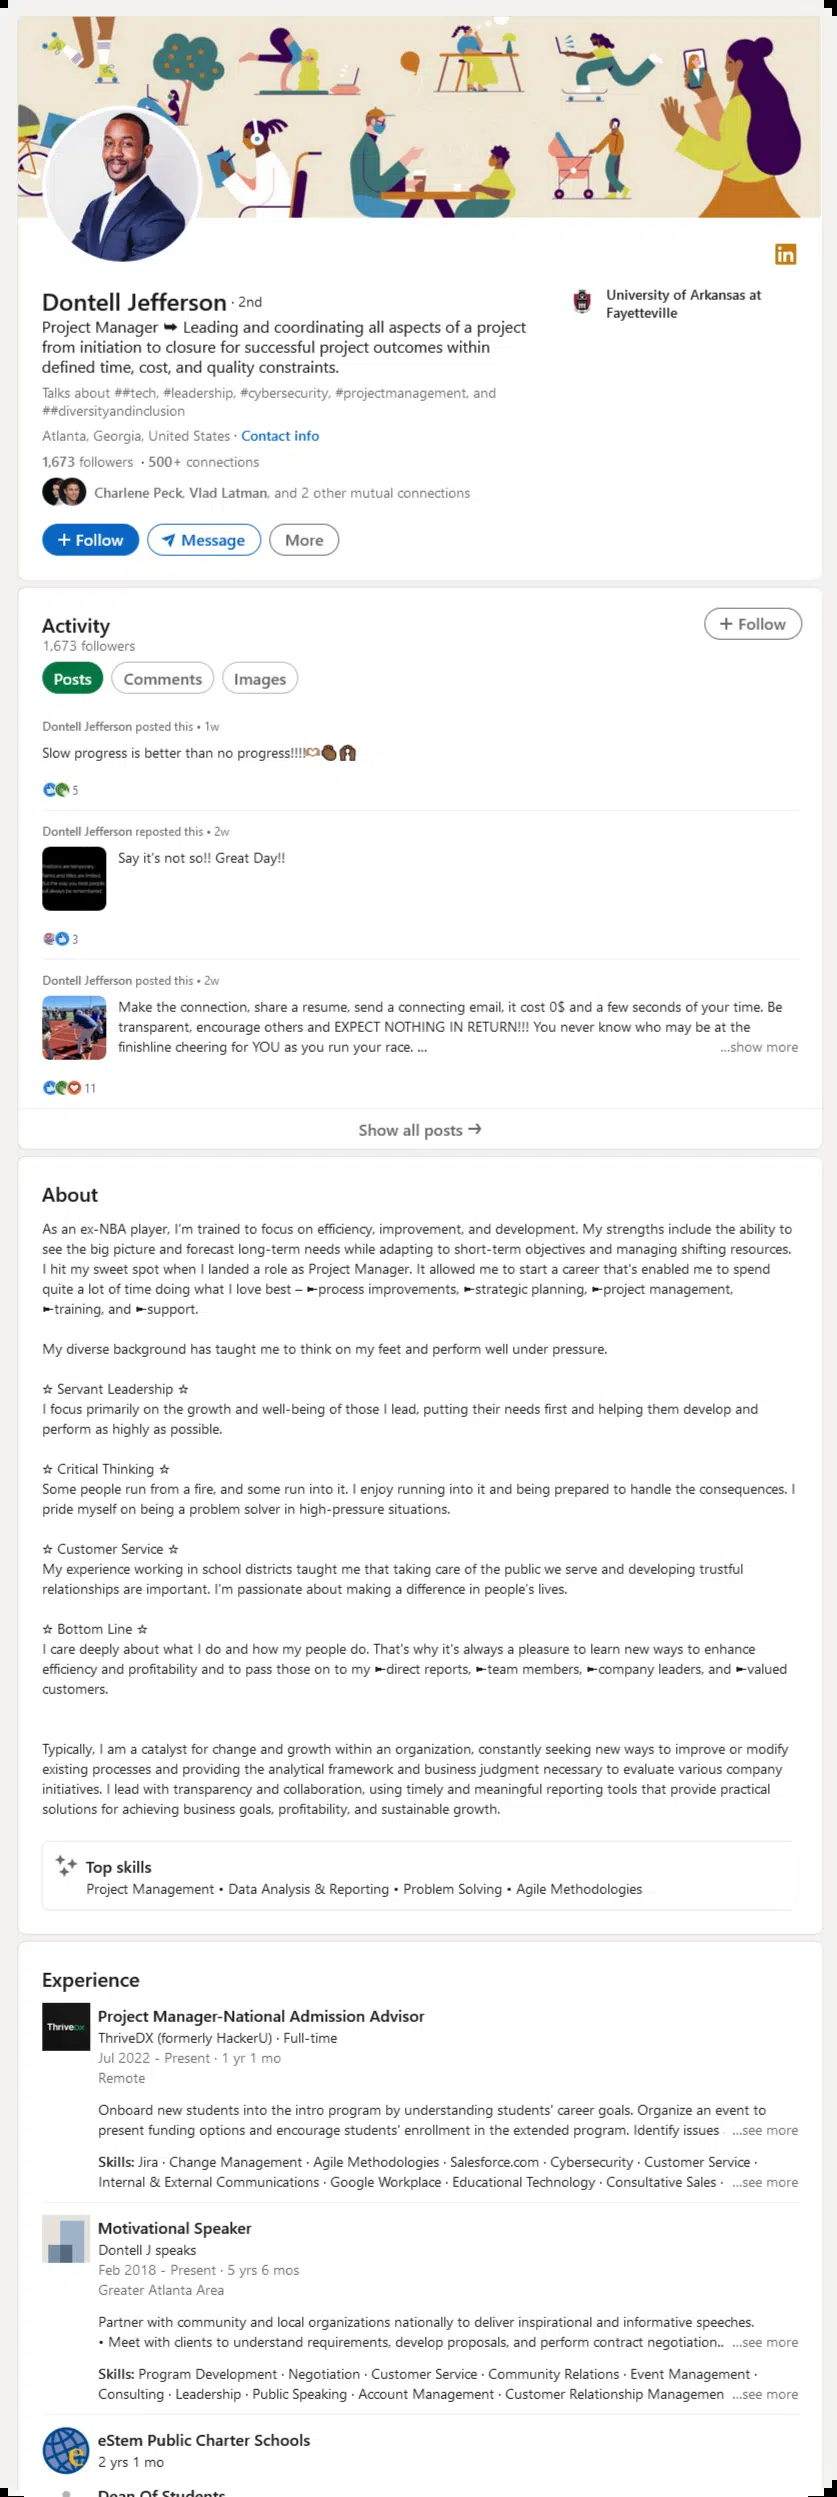 in
Dontell Jefferson · 2nd
Project Manager ➥ Leading and coordinating all aspects of a project
from initiation to closure for successful project outcomes within
defined time, cost, and quality constraints.
Talks about ##tech, #leadership, #cybersecurity, #projectmanagement, and
##diversityandinclusion
Atlanta, Georgia, United States · Contact info
1,673 followers · 500+ connections
Charlene Peck, Vlad Latman, and 2 other mutual connections
+ Follow
Message
More
University of Arkansas at
Fayetteville
Activity
1,673 followers
+ Follow
Posts
Comments
Images
Dontell Jefferson posted this • 1w
Slow progress is better than no progress!!!!
5
Dontell Jefferson reposted this • 2w
Say it's not so!! Great Day!!
3
Dontell Jefferson posted this • 2w
Make the connection, share a resume, send a connecting email, it cost 0$ and a few seconds of your time. Be
transparent, encourage others and EXPECT NOTHING IN RETURN!!! You never know who may be at the
finishline cheering for YOU as you run your race. ... ...show more
11
Show all posts →
About
As an ex-NBA player, I'm trained to focus on efficiency, improvement, and development. My strengths include the ability to
see the big picture and forecast long-term needs while adapting to short-term objectives and managing shifting resources.
I hit my sweet spot when I landed a role as Project Manager. It allowed me to start a career that's enabled me to spend
quite a lot of time doing what I love best – ►process improvements, ►strategic planning, ►project management,
►training, and ►support.
My diverse background has taught me to think on my feet and perform well under pressure.
☆ Servant Leadership ☆
I focus primarily on the growth and well-being of those I lead, putting their needs first and helping them develop and
perform as highly as possible.
☆ Critical Thinking ☆
Some people run from a fire, and some run into it. I enjoy running into it and being prepared to handle the consequences. I
pride myself on being a problem solver in high-pressure situations.
☆ Customer Service ☆
My experience working in school districts taught me that taking care of the public we serve and developing trustful
relationships are important. I'm passionate about making a difference in people's lives.
☆ Bottom Line ☆
I care deeply about what I do and how my people do. That's why it's always a pleasure to learn new ways to enhance
efficiency and profitability and to pass those on to my ►direct reports, ►team members, ►company leaders, and ►valued
customers.
Typically, I am a catalyst for change and growth within an organization, constantly seeking new ways to improve or modify
existing processes and providing the analytical framework and business judgment necessary to evaluate various company
initiatives. I lead with transparency and collaboration, using timely and meaningful reporting tools that provide practical
solutions for achieving business goals, profitability, and sustainable growth.
Top skills
Project Management • Data Analysis & Reporting • Problem Solving • Agile Methodologies
Experience
ThriveDX
Project Manager-National Admission Advisor
ThriveDX (formerly HackerU) · Full-time
Jul 2022 - Present · 1 yr 1 mo
Remote
Onboard new students into the intro program by understanding students' career goals. Organize an event to
present funding options and encourage students' enrollment in the extended program. Identify issues ...see more
Skills: Jira · Change Management · Agile Methodologies · Salesforce.com · Cybersecurity · Customer Service ·
Internal & External Communications · Google Workplace · Educational Technology · Consultative Sales · ...see more
Motivational Speaker
Dontell J speaks
Feb 2018 - Present · 5 yrs 6 mos
Greater Atlanta Area
Partner with community and local organizations nationally to deliver inspirational and informative speeches.
• Meet with clients to understand requirements, develop proposals, and perform contract negotiation.. ...see more
Skills: Program Development · Negotiation · Customer Service · Community Relations · Event Management ·
Consulting · Leadership · Public Speaking · Account Management · Customer Relationship Managemen ...see more
e
eStem Public Charter Schools
2 yrs 1 mo
Dean Of Students